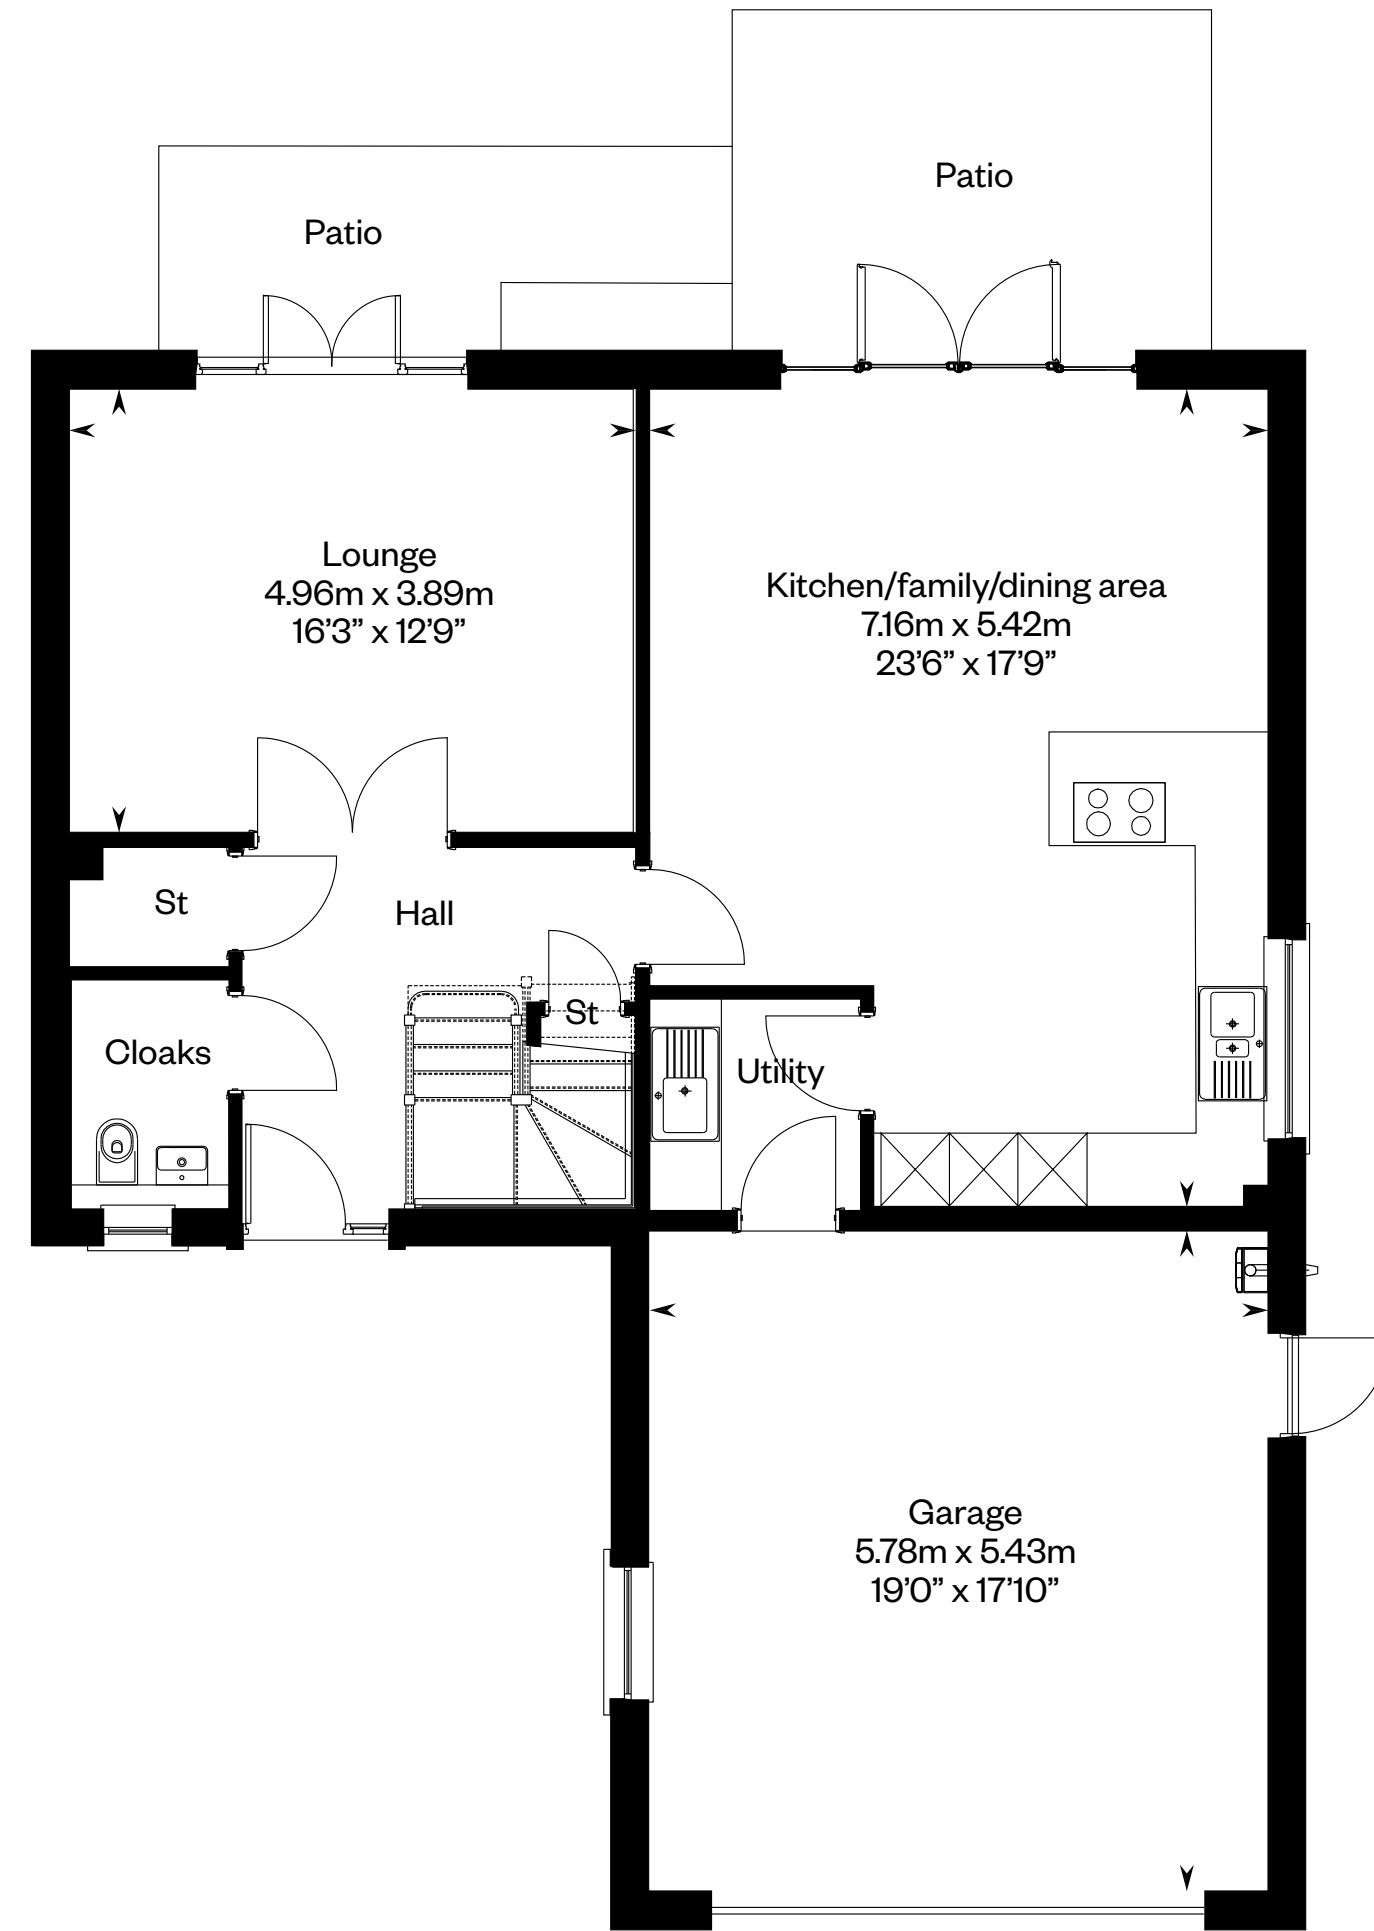 Patio
Patio
Lounge
4.96m x 3.89m
16’3” x 12’9”
Kitchen/family/dining area
7.16m x 5.42m
23’6” x 17’9”
St
Hall
St
Cloaks
Utility
Garage
5.78m x 5.43m
19’0” x 17’10”